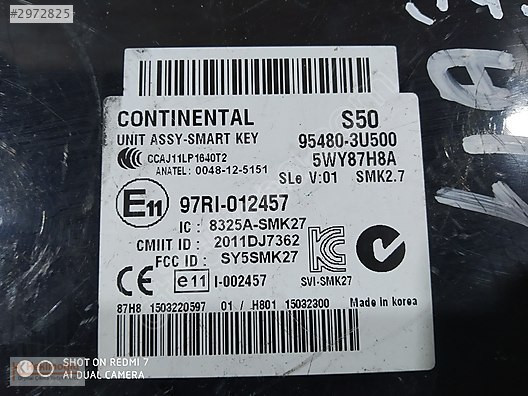 #2972825
CONTINENTAL S50
UNIT ASSY-SMART KEY 95480-3U500
CCAJ11LP1640T2 5WY87H8A
ANATEL : 0048-12-5151 SLe V:01 SMK2.7
E11 97RI-012457
IC : 8325A-SMK27
CMIIT ID : 2011DJ7362
FCC ID : SY5SMK27
CE e11 I-002457 SVI-SMK27
87H8 1503220597 01 / .H801 15032300 Made in korea
SHOT ON REDMI 7
AI DUAL CAMERA